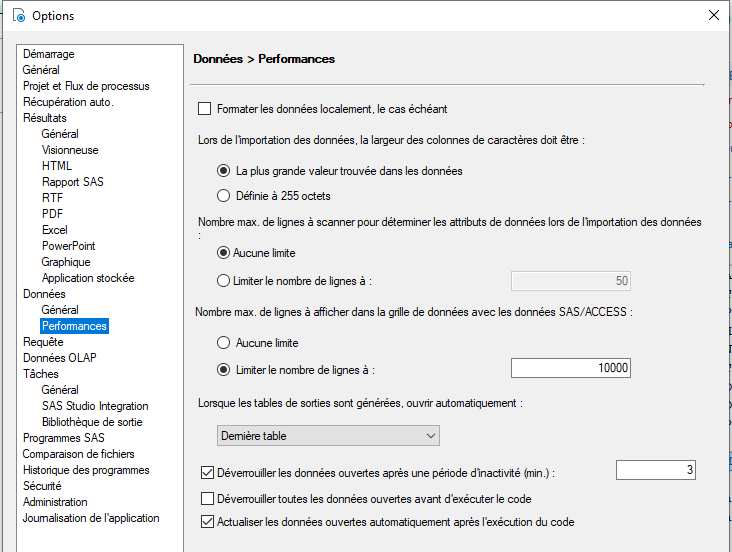 Options
Démarrage
Général
Projet et Flux de processus
Récupération auto.
Résultats
Général
Visionneuse
HTML
Rapport SAS
RTF
PDF
Excel
PowerPoint
Graphique
Application stockée
Données
Général
Performances
Requête
Données OLAP
Tâches
Général
SAS Studio Integration
Bibliothèque de sortie
Programmes SAS
Comparaison de fichiers
Historique des programmes
Sécurité
Administration
Journalisation de l'application
Données > Performances
Formater les données localement, le cas échéant
Lors de l'importation des données, la largeur des colonnes de caractères doit être :
La plus grande valeur trouvée dans les données
Définie à 255 octets
Nombre max. de lignes à scanner pour déterminer les attributs de données lors de l'importation des données
:
Aucune limite
Limiter le nombre de lignes à : 50
Nombre max. de lignes à afficher dans la grille de données avec les données SAS/ACCESS :
Aucune limite
Limiter le nombre de lignes à : 10000
Lorsque les tables de sorties sont générées, ouvrir automatiquement :
Dernière table
Déverrouiller les données ouvertes après une période d'inactivité (min.) : 3
Déverrouiller toutes les données ouvertes avant d'exécuter le code
Actualiser les données ouvertes automatiquement après l'exécution du code